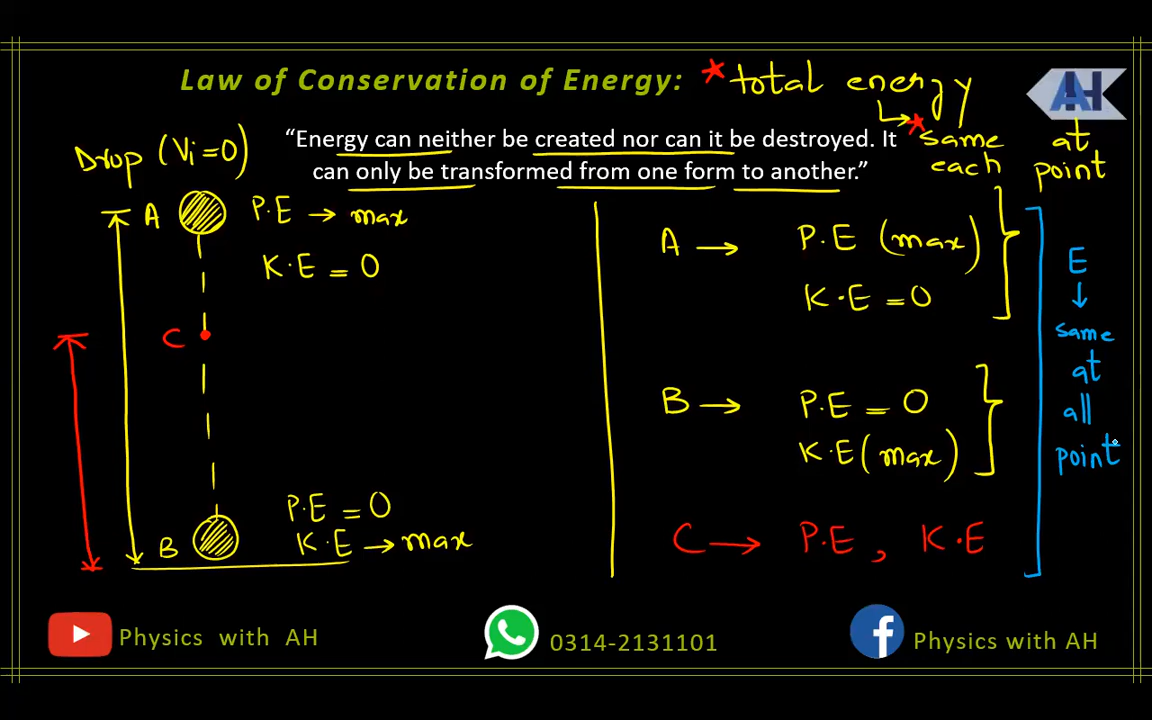 Law of Conservation of Energy: * total energy
AH
"Energy can neither be created nor can it be destroyed. It
can only be transformed from one form to another."
* same at
each point
Drop (Vi=0)
A P.E → max
K.E = 0
C
B P.E = 0
K.E → max
A → P.E (max)
K.E = 0
B → P.E = 0
K.E (max)
C → P.E , K.E
E
↓
same
at
all
point
Physics with AH
0314-2131101
Physics with AH